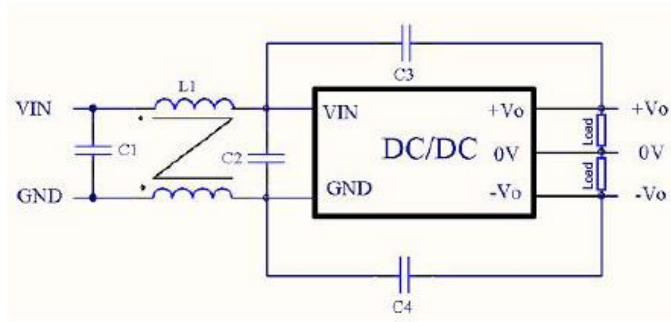 C3
L1
VIN
VIN
+Vo
Load
+Vo
C1
C2
DC/DC
0V
0V
GND
GND
-Vo
Load
-Vo
C4